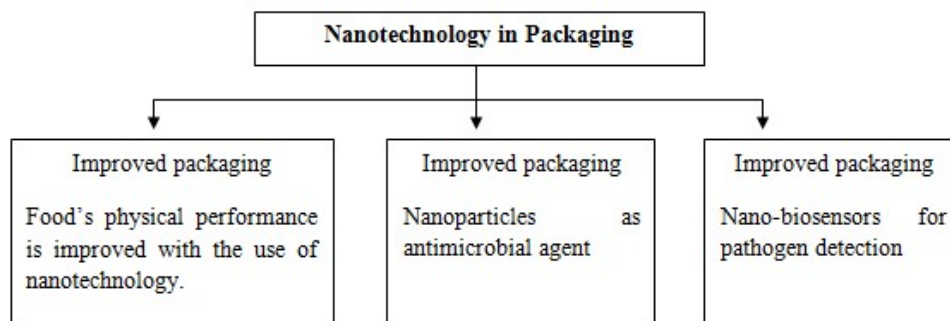 Nanotechnology in Packaging
Improved packaging
Food's physical performance
is improved with the use of
nanotechnology.
Improved packaging
Nanoparticles as
antimicrobial agent
Improved packaging
Nano-biosensors for
pathogen detection